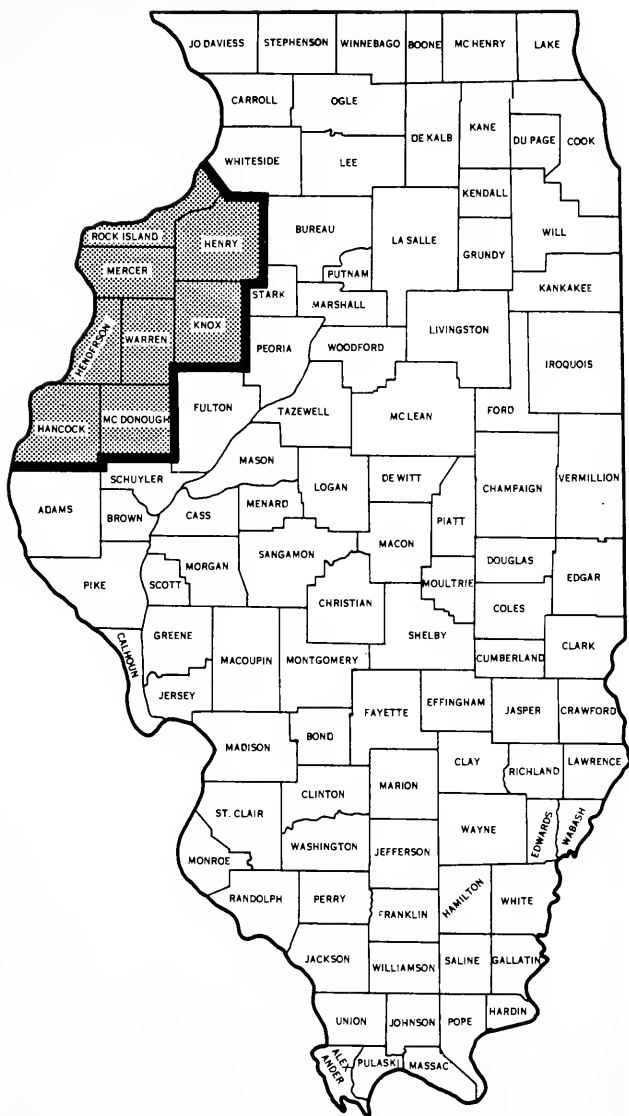 JO DAVIESS
STEPHENSON
WINNEBAGO
BOONE
MC HENRY
LAKE
CARROLL
OGLE
DE KALB
KANE
DU PAGE
COOK
WHITESIDE
LEE
KENDALL
WILL
ROCK ISLAND
HENRY
BUREAU
LA SALLE
GRUNDY
MERCER
PUTNAM
KANKAKEE
STARK
MARSHALL
KNOX
LIVINGSTON
HENDERSON
WARREN
PEORIA
WOODFORD
IROQUOIS
HANCOCK
MC DONOUGH
FULTON
TAZEWELL
MC LEAN
FORD
MASON
SCHUYLER
LOGAN
DE WITT
CHAMPAIGN
VERMILLION
ADAMS
BROWN
CASS
MENARD
PIATT
MACON
SANGAMON
MORGAN
DOUGLAS
EDGAR
PIKE
SCOTT
MOULTRIE
CHRISTIAN
COLES
GREENE
SHELBY
CALHOUN
MACOUPIN
MONTGOMERY
CUMBERLAND
CLARK
JERSEY
FAYETTE
EFFINGHAM
JASPER
CRAWFORD
BOND
MADISON
CLAY
RICHLAND
LAWRENCE
MARION
CLINTON
ST. CLAIR
WAYNE
EDWARDS
WABASH
WASHINGTON
JEFFERSON
MONROE
RANDOLPH
PERRY
HAMILTON
WHITE
FRANKLIN
JACKSON
WILLIAMSON
SALINE
GALLATIN
UNION
JOHNSON
POPE
HARDIN
ALEX
ANDER
PULASKI
MASSAC